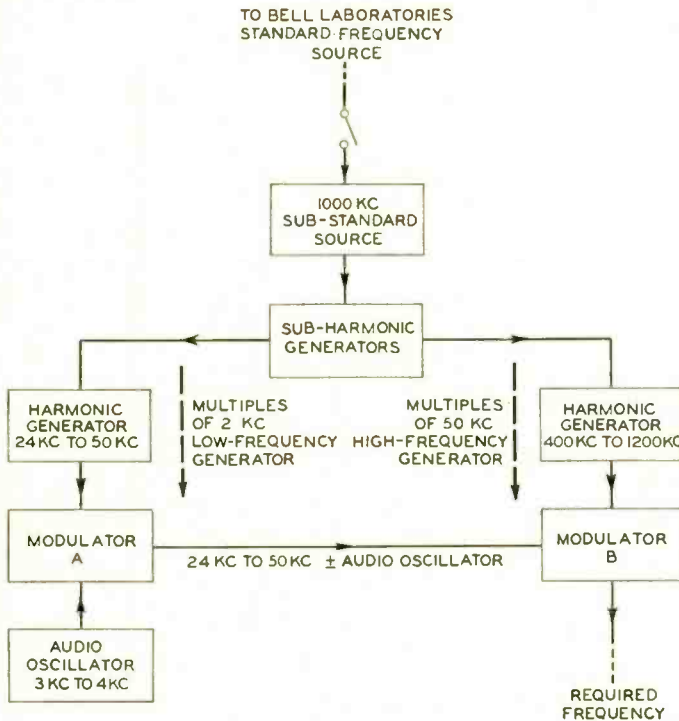 TO BELL LABORATORIES
STANDARD-FREQUENCY
SOURCE
1000 KC
SUB-STANDARD
SOURCE
SUB-HARMONIC
GENERATORS
HARMONIC
GENERATOR
24 KC TO 50 KC
MULTIPLES
OF 2 KC
LOW-FREQUENCY
GENERATOR
MULTIPLES
OF 50 KC
HIGH-FREQUENCY
GENERATOR
HARMONIC
GENERATOR
400 KC TO 1200 KC
MODULATOR
A
24 KC TO 50 KC ± AUDIO OSCILLATOR
MODULATOR
B
AUDIO
OSCILLATOR
3 KC TO 4 KC
REQUIRED
FREQUENCY